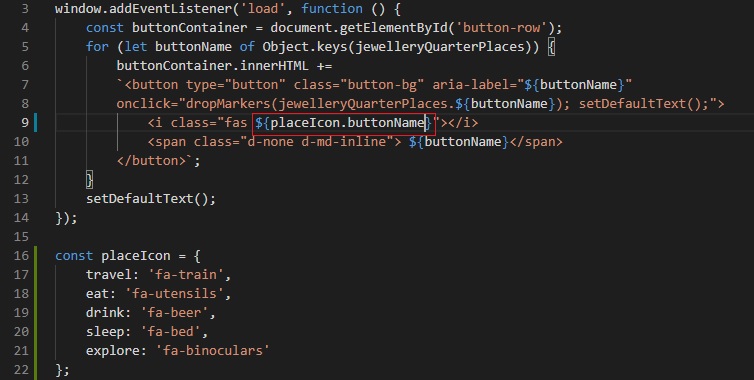 3 window.addEventListener('load', function () {
4 const buttonContainer = document.getElementById('button-row');
5 for (let buttonName of Object.keys(jewelleryQuarterPlaces)) {
6 buttonContainer.innerHTML +=
7 `<button type="button" class="button-bg" aria-label="${buttonName}"
8 onclick="dropMarkers(jewelleryQuarterPlaces.${buttonName}); setDefaultText();">
9 <i class="fas ${placeIcon.buttonName}"></i>
10 <span class="d-none d-md-inline"> ${buttonName}</span>
11 </button>`;
12 }
13 setDefaultText();
14 });
15
16 const placeIcon = {
17 travel: 'fa-train',
18 eat: 'fa-utensils',
19 drink: 'fa-beer',
20 sleep: 'fa-bed',
21 explore: 'fa-binoculars'
22 };